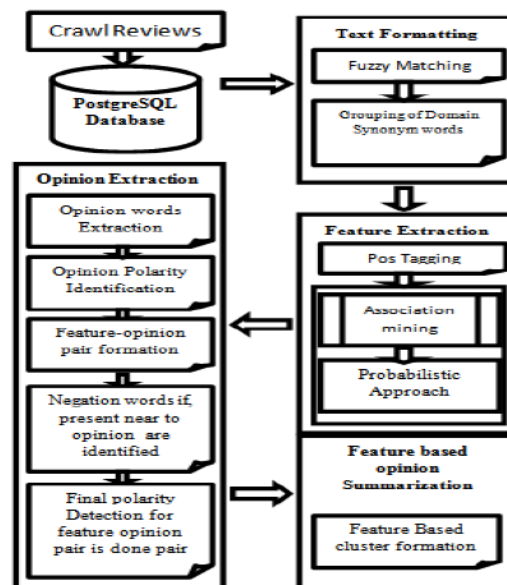 Crawl Reviews
PostgreSQL
Database
Text Formatting
Fuzzy Matching
Grouping of Domain
Synonym words
Feature Extraction
Pos Tagging
Association
mining
Probabilistic
Approach
Opinion Extraction
Opinion words
Extraction
Opinion Polarity
Identification
Feature-opinion
pair formation
Negation words if,
present near to
opinion are
identified
Final polarity
Detection for
feature opinion
pair is done pair
Feature based
opinion
Summarization
Feature Based
cluster formation